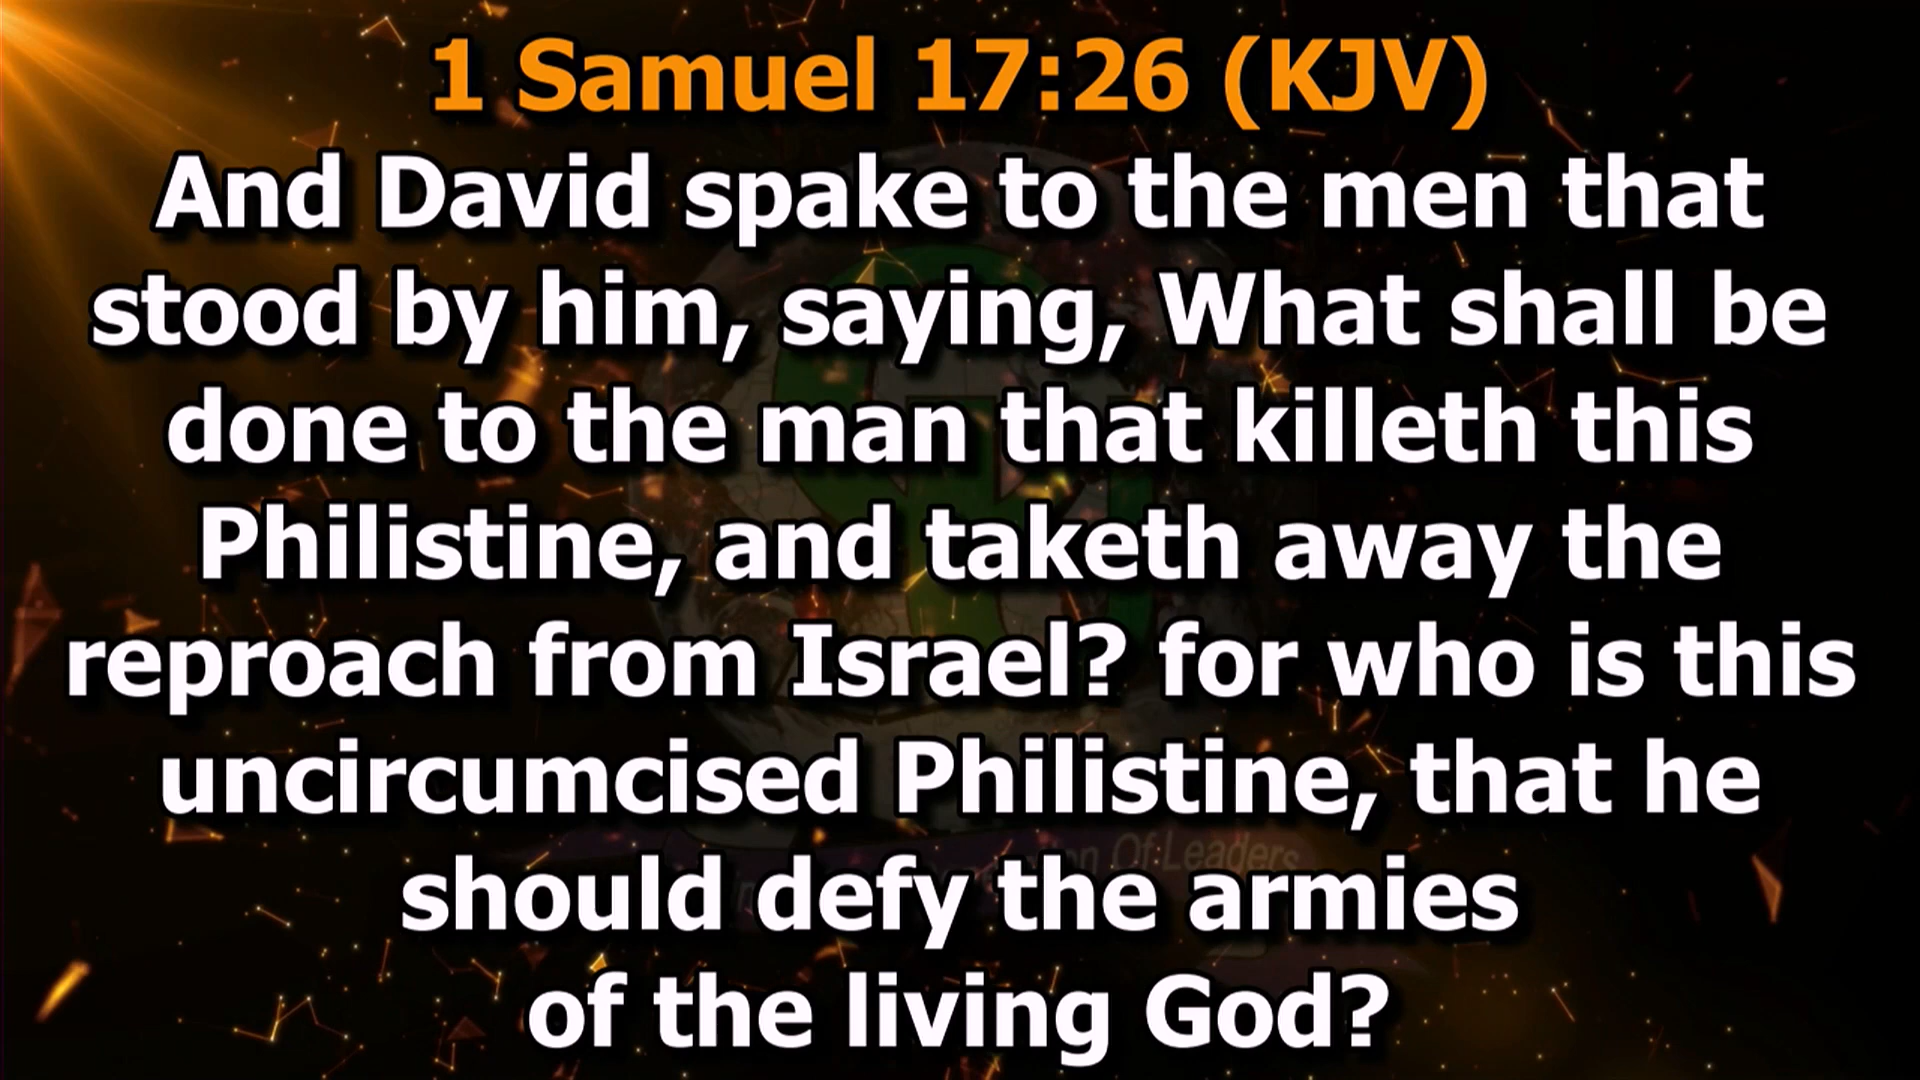 1 Samuel 17:26 (KJV)
And David spake to the men that
stood by him, saying, What shall be
done to the man that killeth this
Philistine, and taketh away the
reproach from Israel? for who is this
uncircumcised Philistine, that he
should defy the armies
of the living God?
Of Leaders